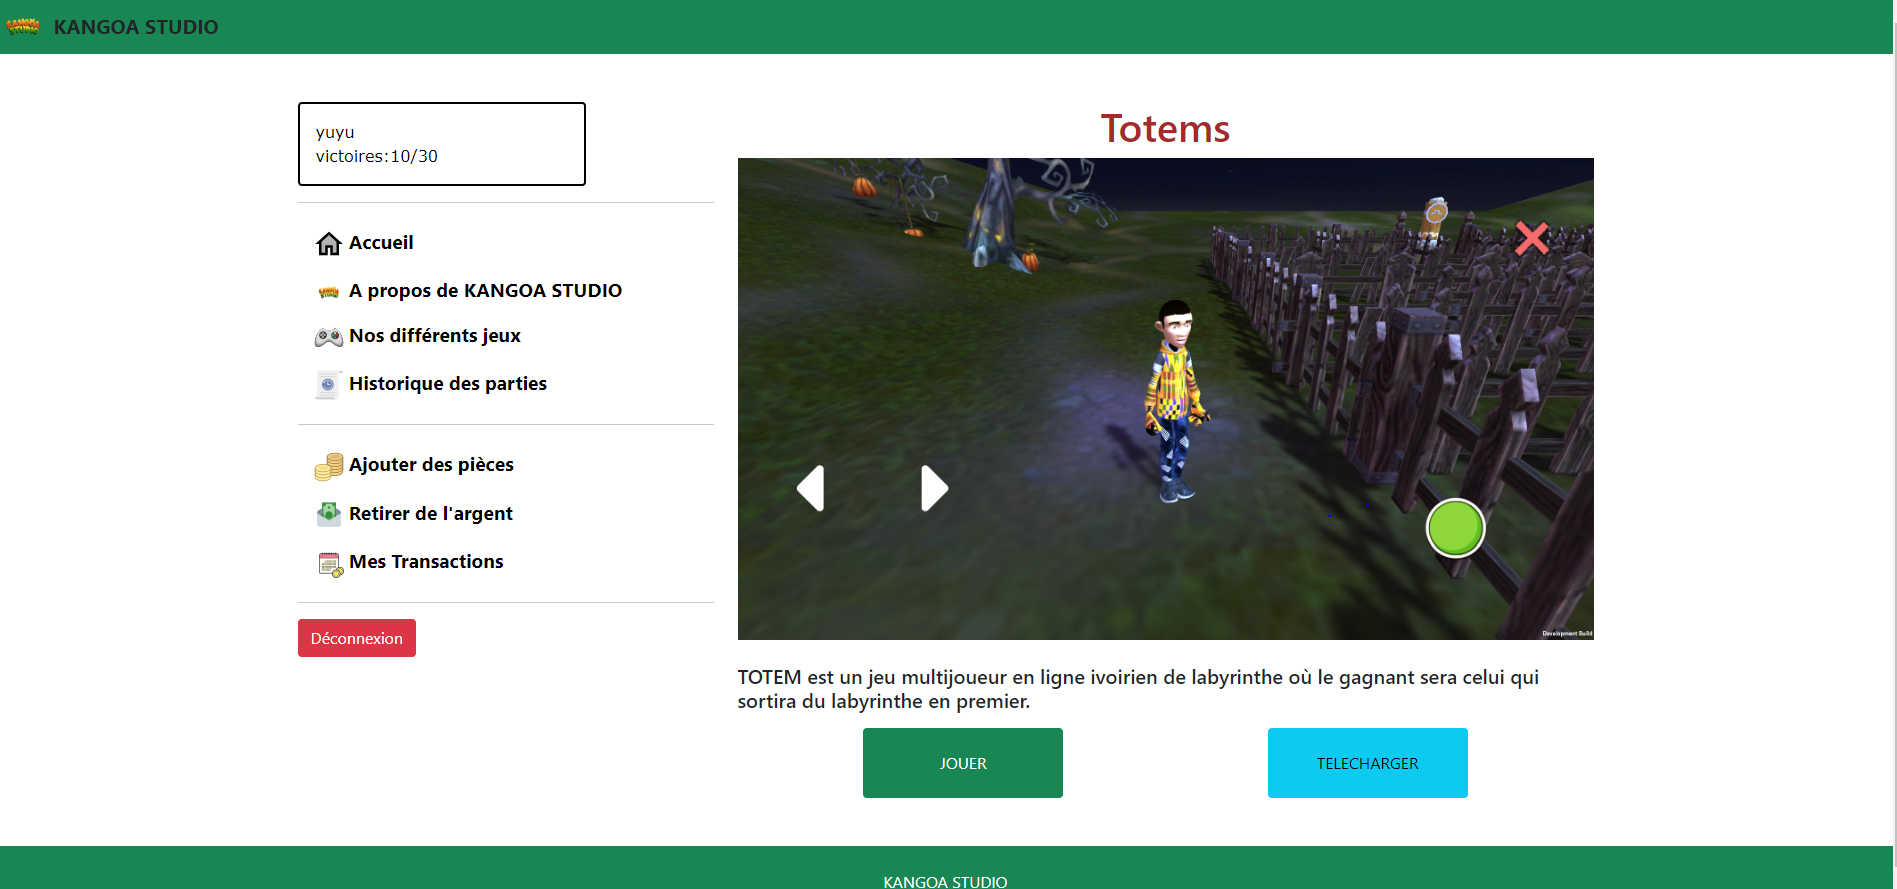 KANGOA STUDIO
yuyu
victoires:10/30
Accueil
A propos de KANGOA STUDIO
Nos différents jeux
Historique des parties
Ajouter des pièces
Retirer de l'argent
Mes Transactions
Déconnexion
Totems
Development Build
TOTEM est un jeu multijoueur en ligne ivoirien de labyrinthe où le gagnant sera celui qui
sortira du labyrinthe en premier.
JOUER
TELECHARGER
KANGOA STUDIO